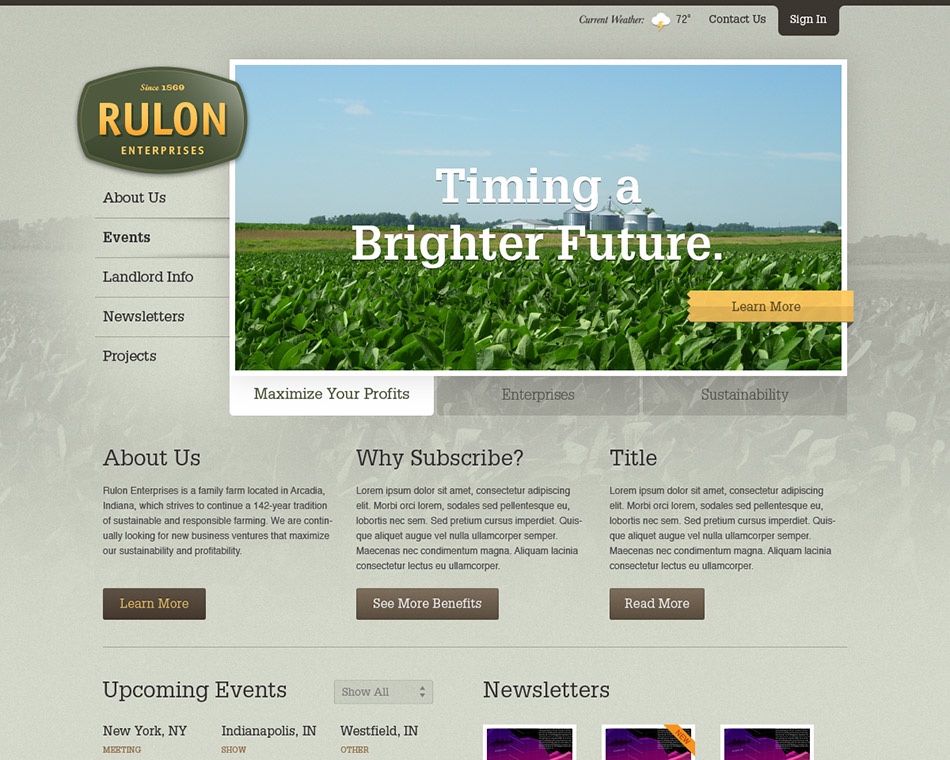 Current Weather: 72° Contact Us Sign In
Since 1869
RULON
ENTERPRISES
About Us
Events
Landlord Info
Newsletters
Projects
Timing a
Brighter Future.
Learn More
Maximize Your Profits Enterprises Sustainability
About Us
Rulon Enterprises is a family farm located in Arcadia,
Indiana, which strives to continue a 142-year tradition
of sustainable and responsible farming. We are contin-
ually looking for new business ventures that maximize
our sustainability and profitability.
Learn More
Why Subscribe?
Lorem ipsum dolor sit amet, consectetur adipiscing
elit. Morbi orci lorem, sodales sed pellentesque eu,
lobortis nec sem. Sed pretium cursus imperdiet. Quis-
que aliquet augue vel nulla ullamcorper semper.
Maecenas nec condimentum magna. Aliquam lacinia
consectetur lectus eu ullamcorper.
See More Benefits
Title
Lorem ipsum dolor sit amet, consectetur adipiscing
elit. Morbi orci lorem, sodales sed pellentesque eu,
lobortis nec sem. Sed pretium cursus imperdiet. Quis-
que aliquet augue vel nulla ullamcorper semper.
Maecenas nec condimentum magna. Aliquam lacinia
consectetur lectus eu ullamcorper.
Read More
Upcoming Events
Show All
New York, NY
MEETING
Indianapolis, IN
SHOW
Westfield, IN
OTHER
Newsletters
NEW